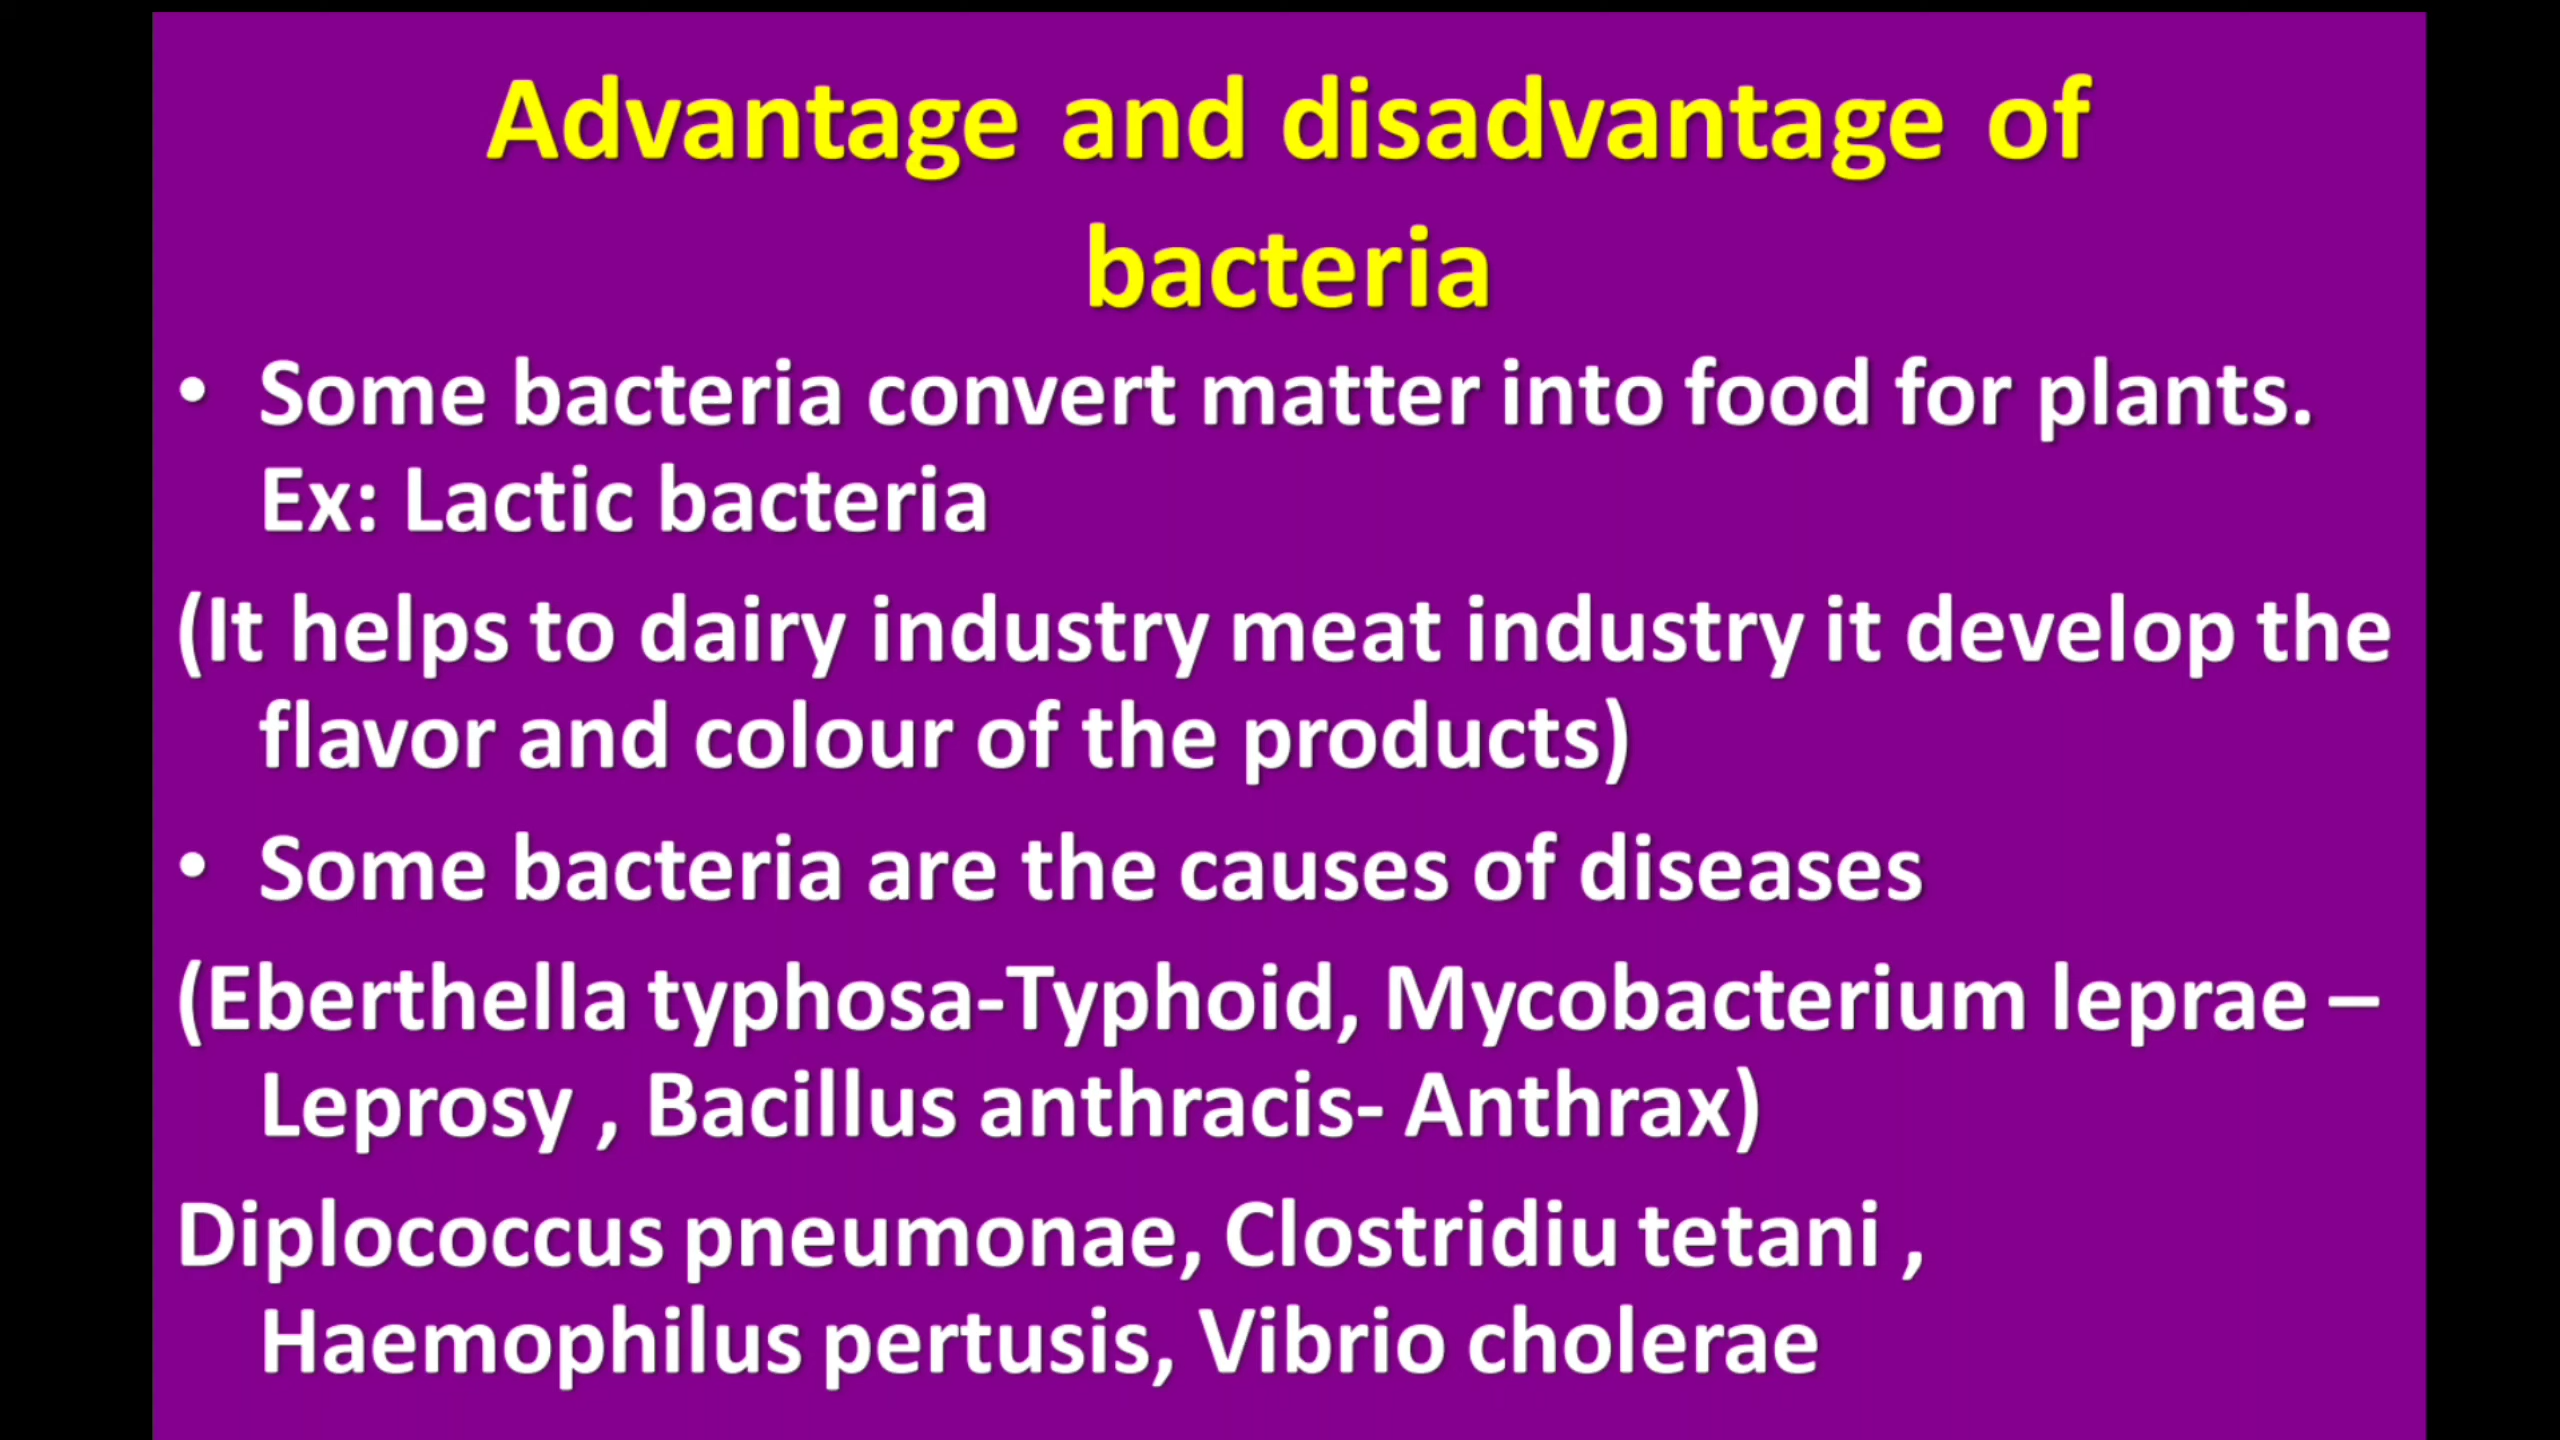 Advantage and disadvantage of
bacteria
• Some bacteria convert matter into food for plants.
Ex: Lactic bacteria
(It helps to dairy industry meat industry it develop the
flavor and colour of the products)
• Some bacteria are the causes of diseases
(Eberthella typhosa-Typhoid, Mycobacterium leprae –
Leprosy , Bacillus anthracis- Anthrax)
Diplococcus pneumonae, Clostridiu tetani ,
Haemophilus pertusis, Vibrio cholerae